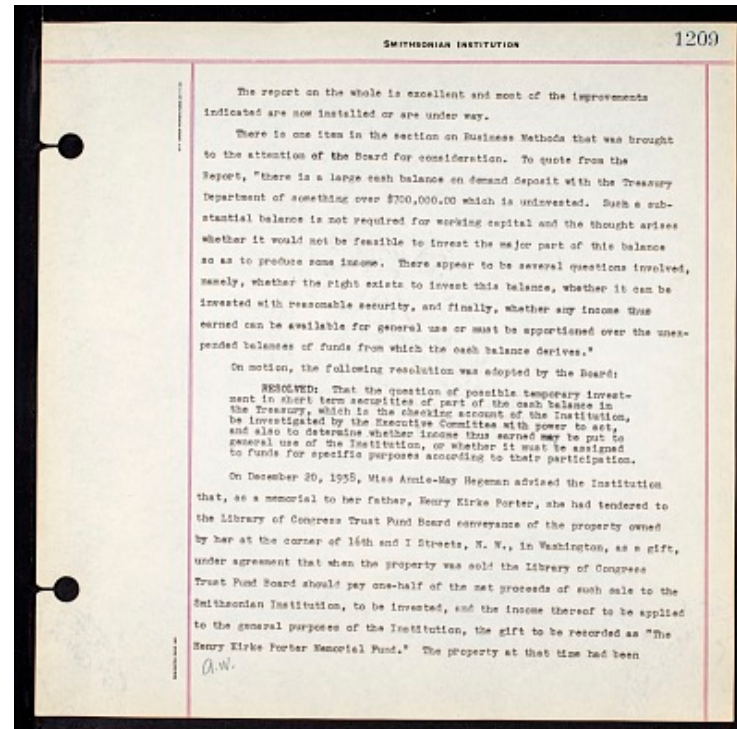 SMITHSONIAN INSTITUTION
1209
The report on the whole is excellent and most of the improvements
indicated are now installed or are under way.
There is one item in the section on Business Methods that was brought
to the attention of the Board for consideration. To quote from the
Report, "there is a large cash balance on demand deposit with the Treasury
Department of something over $700,000.00 which is uninvested. Such a sub-
stantial balance is not required for working capital and the thought arises
whether it would not be feasible to invest the major part of this balance
so as to produce some income. There appear to be several questions involved,
namely, whether the right exists to invest this balance, whether it can be
invested with reasonable security, and finally, whether any income thus
earned can be available for general use or must be apportioned over the unex-
pended balances of funds from which the cash balance derives."
On motion, the following resolution was adopted by the Board:
RESOLVED: That the question of possible temporary invest-
ment in short term securities of part of the cash balance in
the Treasury, which is the checking account of the Institution,
be investigated by the Executive Committee with power to act,
and also to determine whether income thus earned may be put to
general use of the Institution, or whether it must be assigned
to funds for specific purposes according to their participation.
On December 20, 1938, Miss Annie-May Hegeman advised the Institution
that, as a memorial to her father, Henry Kirke Porter, she had tendered to
the Library of Congress Trust Fund Board conveyance of the property owned
by her at the corner of 16th and I Streets, N. W., in Washington, as a gift,
under agreement that when the property was sold the Library of Congress
Trust Fund Board should pay one-half of the net proceeds of such sale to the
Smithsonian Institution, to be invested, and the income thereof to be applied
to the general purposes of the Institution, the gift to be recorded as "The
Henry Kirke Porter Memorial Fund." The property at that time had been
a.w.